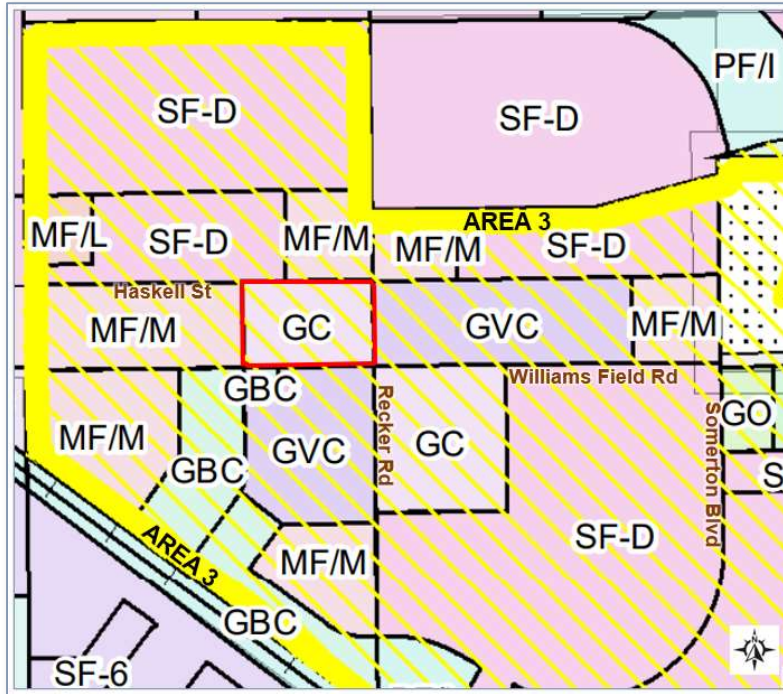 PF/I
SF-D
SF-D
AREA 3
MF/L
SF-D
MF/M
MF/M
SF-D
Haskell St
MF/M
GC
GVC
MF/M
Williams Field Rd
GBC
Recker Rd
Somerton Blvd
GO
MF/M
GBC
GVC
GC
S
AREA 3
MF/M
SF-D
GBC
SF-6